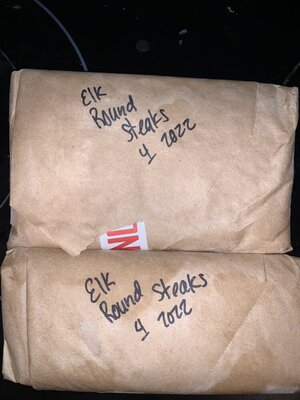 Elk
Round
Steaks
4 2022
Elk
Round Steaks
4 2022